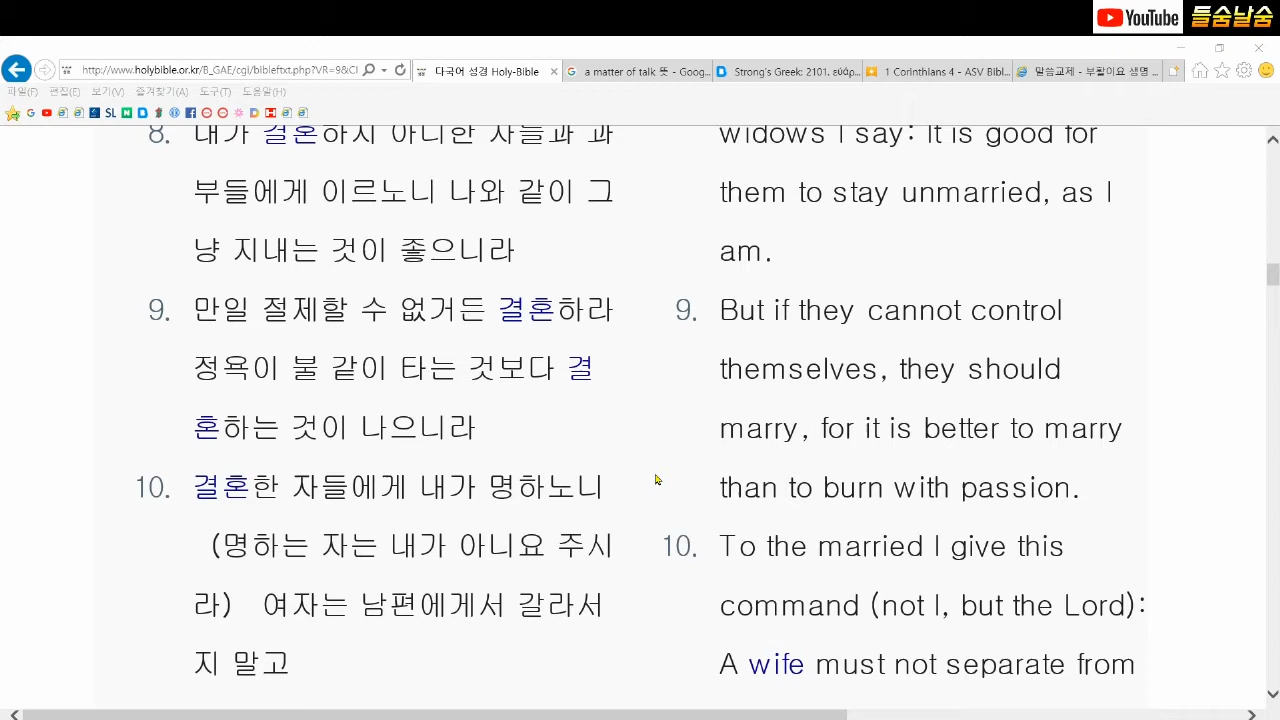 YouTube 들숨날숨
http://www.holybible.or.kr/B_GAE/cgi/bibleftxt.php?VR=9&CI
다국어 성경 Holy-Bible
a matter of talk 뜻 - Goog...
Strong's Greek: 2101. εὐάρ...
1 Corinthians 4 - ASV Bibl...
말씀교제 - 부활이요 생명 ...
파일(F) 편집(E) 보기(V) 즐겨찾기(A) 도구(T) 도움말(H)
8. 내가 결혼하지 아니한 자들과 과
부들에게 이르노니 나와 같이 그
냥 지내는 것이 좋으니라
9. 만일 절제할 수 없거든 결혼하라
정욕이 불 같이 타는 것보다 결
혼하는 것이 나으니라
10. 결혼한 자들에게 내가 명하노니
(명하는 자는 내가 아니요 주시
라) 여자는 남편에게서 갈라서
지 말고
widows I say: It is good for
them to stay unmarried, as I
am.
9. But if they cannot control
themselves, they should
marry, for it is better to marry
than to burn with passion.
10. To the married I give this
command (not I, but the Lord):
A wife must not separate from